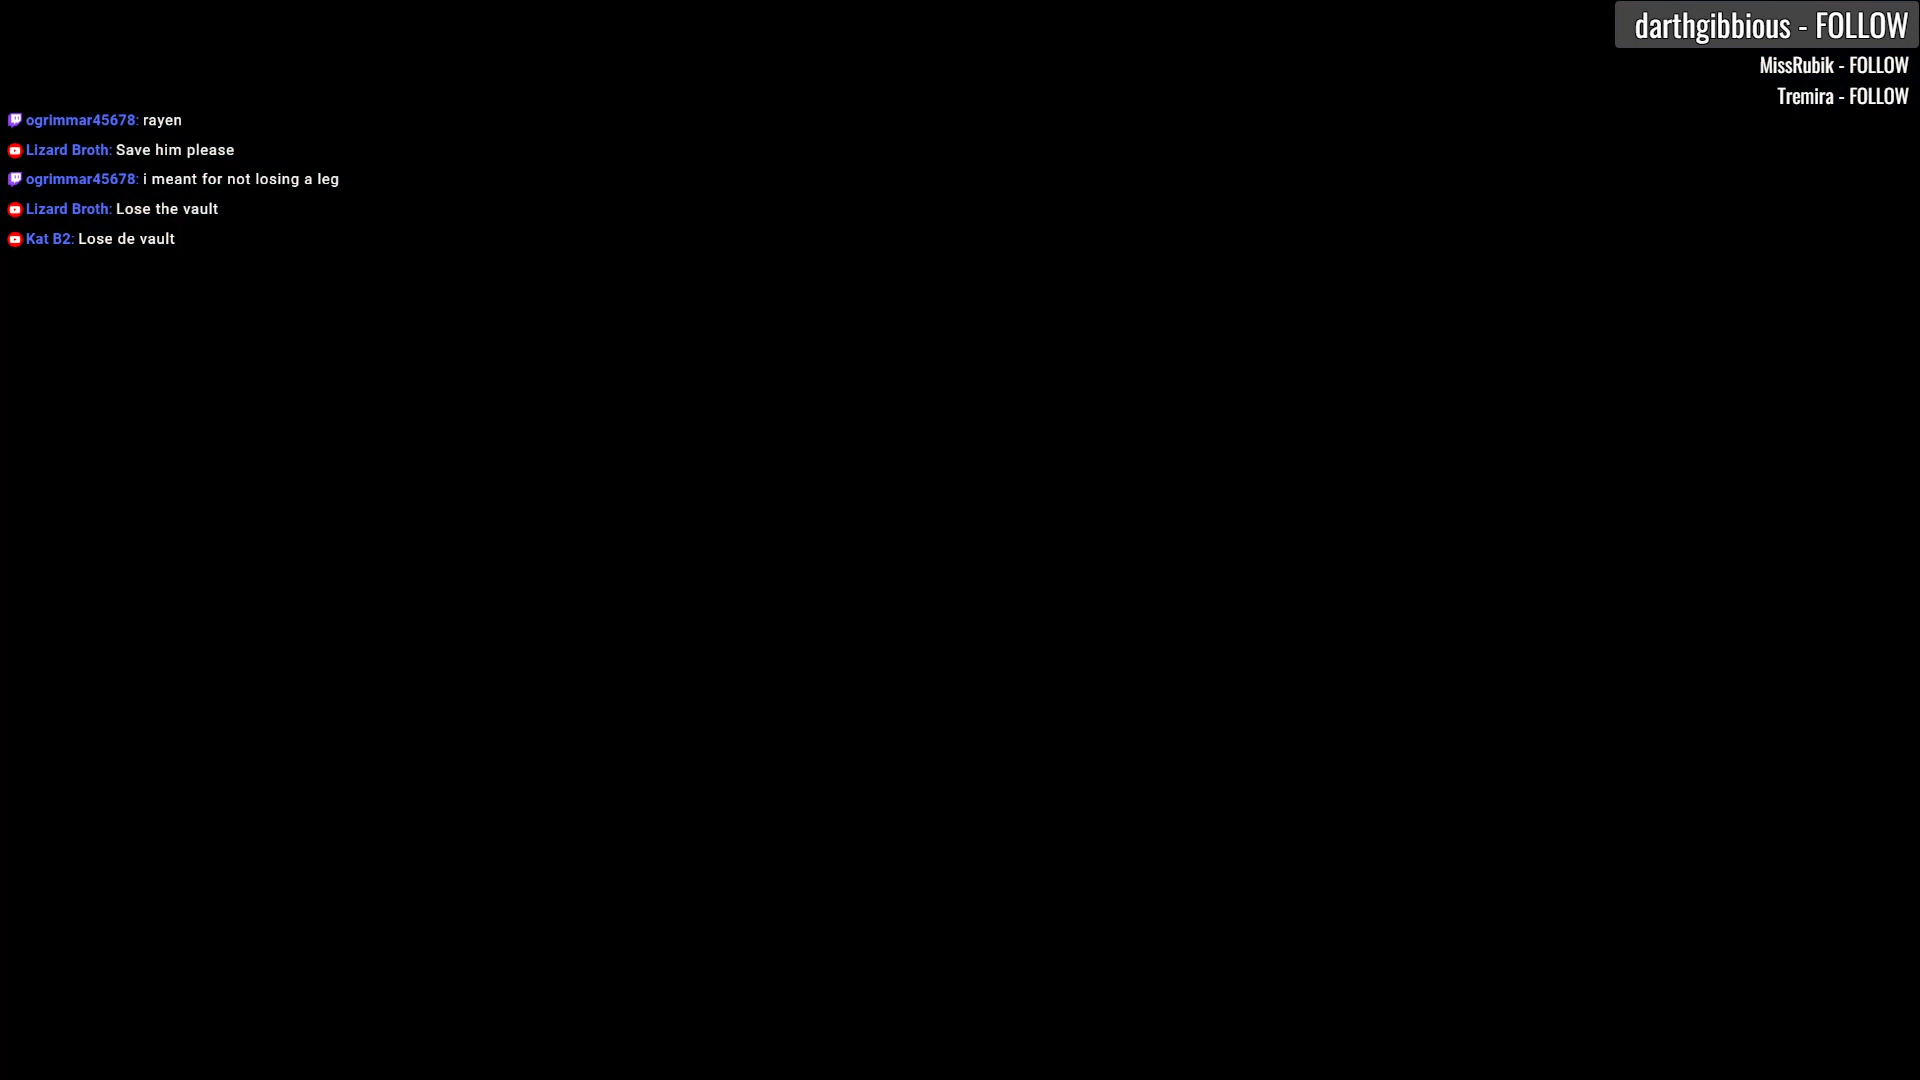 darthgibbious - FOLLOW
MissRubik - FOLLOW
Tremira - FOLLOW
ogrimmar45678: rayen
Lizard Broth: Save him please
ogrimmar45678: i meant for not losing a leg
Lizard Broth: Lose the vault
Kat B2: Lose de vault